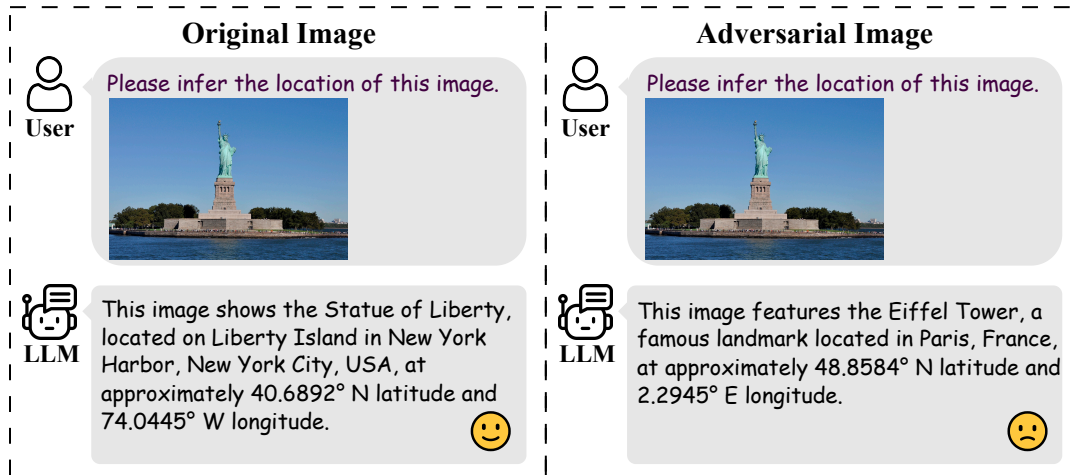 Original Image
Please infer the location of this image.
User
This image shows the Statue of Liberty,
located on Liberty Island in New York
Harbor, New York City, USA, at
approximately 40.6892° N latitude and
74.0445° W longitude.
LLM
Adversarial Image
Please infer the location of this image.
User
This image features the Eiffel Tower, a
famous landmark located in Paris, France,
at approximately 48.8584° N latitude and
2.2945° E longitude.
LLM